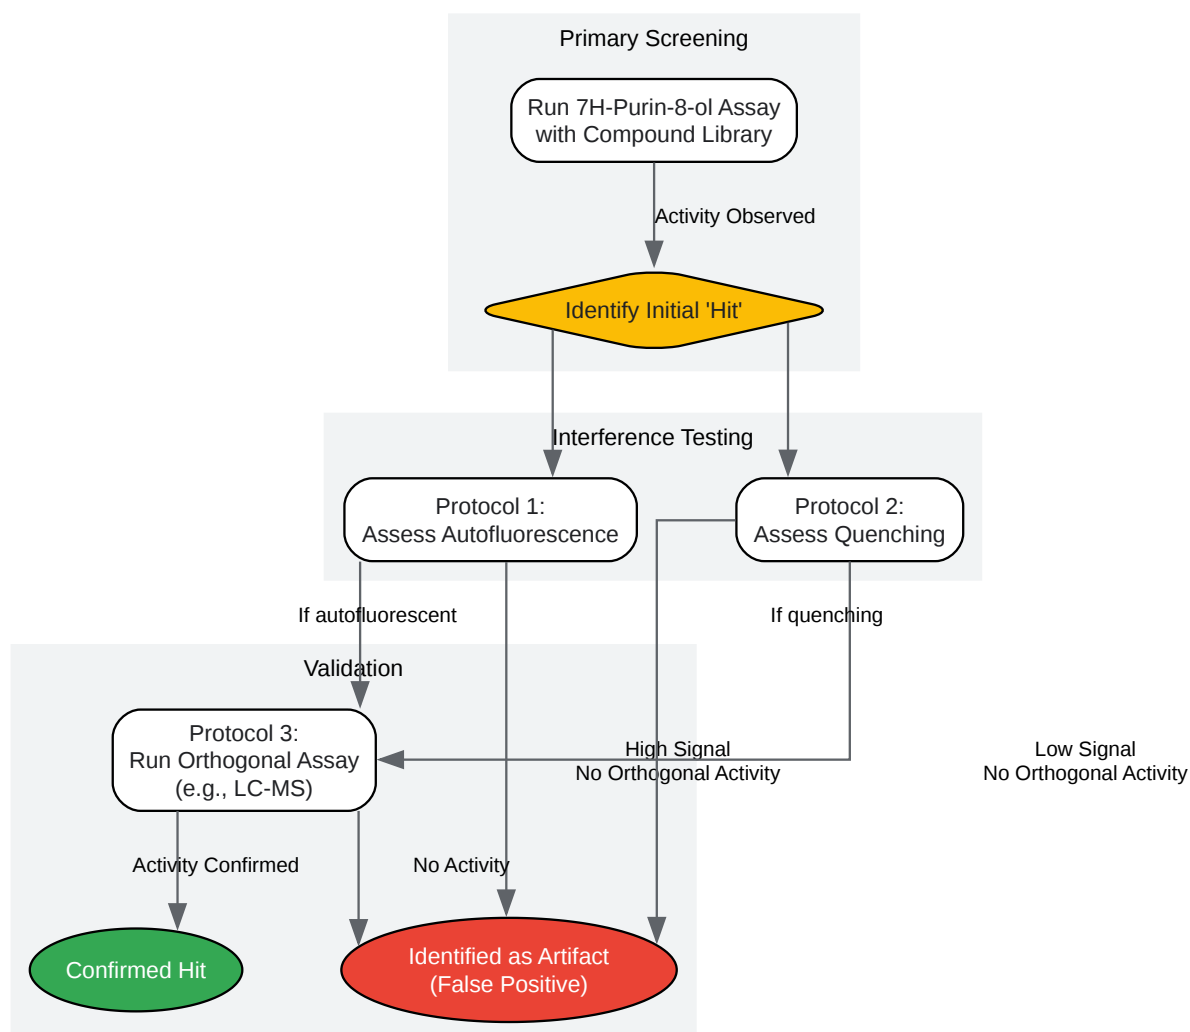 Primary Screening
Run 7H-Purin-8-ol Assay
with Compound Library
Activity Observed
Identify Initial 'Hit'
Interference Testing
Protocol 1:
Assess Autofluorescence
Protocol 2:
Assess Quenching
If autofluorescent
If quenching
Validation
Protocol 3:
Run Orthogonal Assay
(e.g., LC-MS)
High Signal
No Orthogonal Activity
Low Signal
No Orthogonal Activity
Activity Confirmed
No Activity
Confirmed Hit
Identified as Artifact
(False Positive)